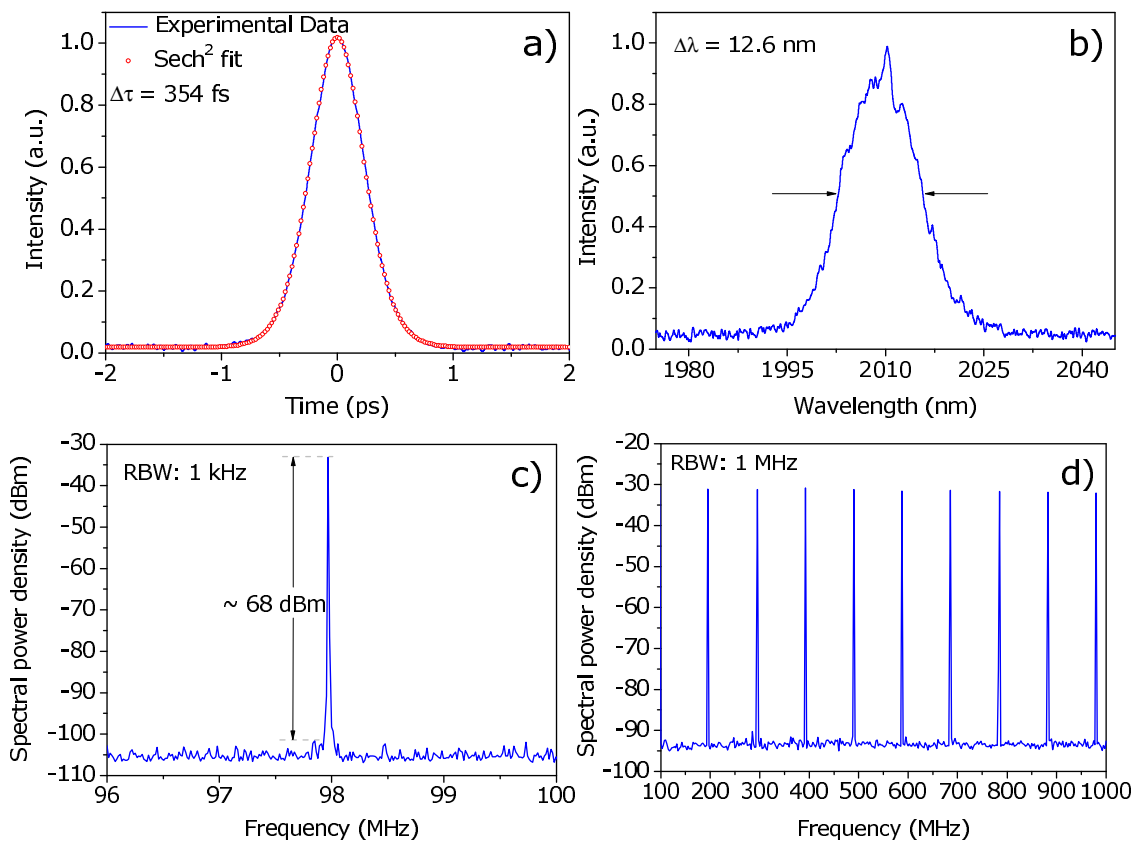 Experimental Data
Sech² fit
Δτ = 354 fs
a)
1.0
0.8
0.6
0.4
0.2
0.0
Intensity (a.u.)
-2
-1
0
1
2
Time (ps)
Δλ = 12.6 nm
b)
1.0
0.8
0.6
0.4
0.2
0.0
Intensity (a.u.)
1980
1995
2010
2025
2040
Wavelength (nm)
RBW: 1 kHz
c)
~ 68 dBm
-30
-40
-50
-60
-70
-80
-90
-100
-110
Spectral power density (dBm)
96
97
98
99
100
Frequency (MHz)
RBW: 1 MHz
d)
-20
-30
-40
-50
-60
-70
-80
-90
-100
Spectral power density (dBm)
100
200
300
400
500
600
700
800
900
1000
Frequency (MHz)